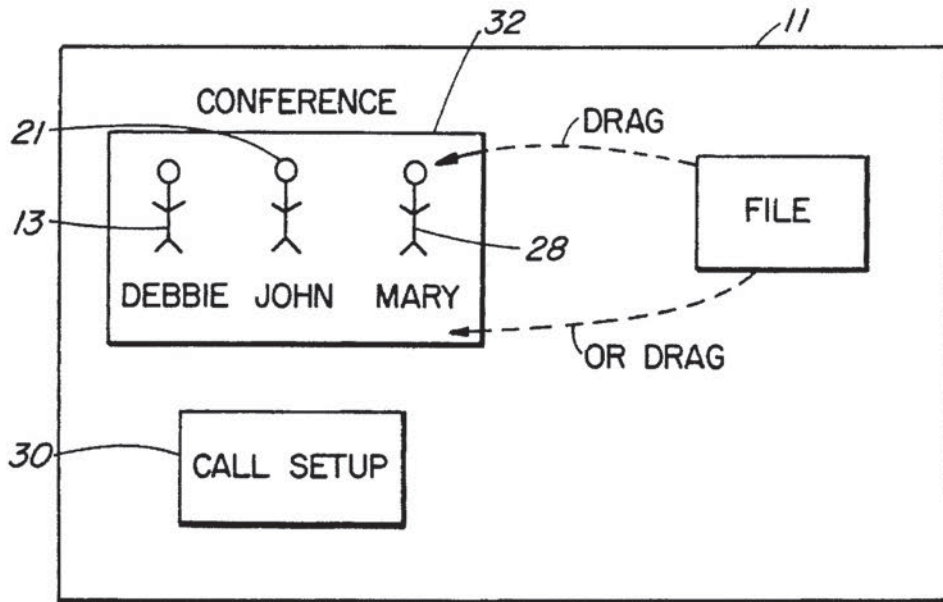 32
11
CONFERENCE
21
DRAG
FILE
13
28
DEBBIE JOHN MARY
OR DRAG
30
CALL SETUP